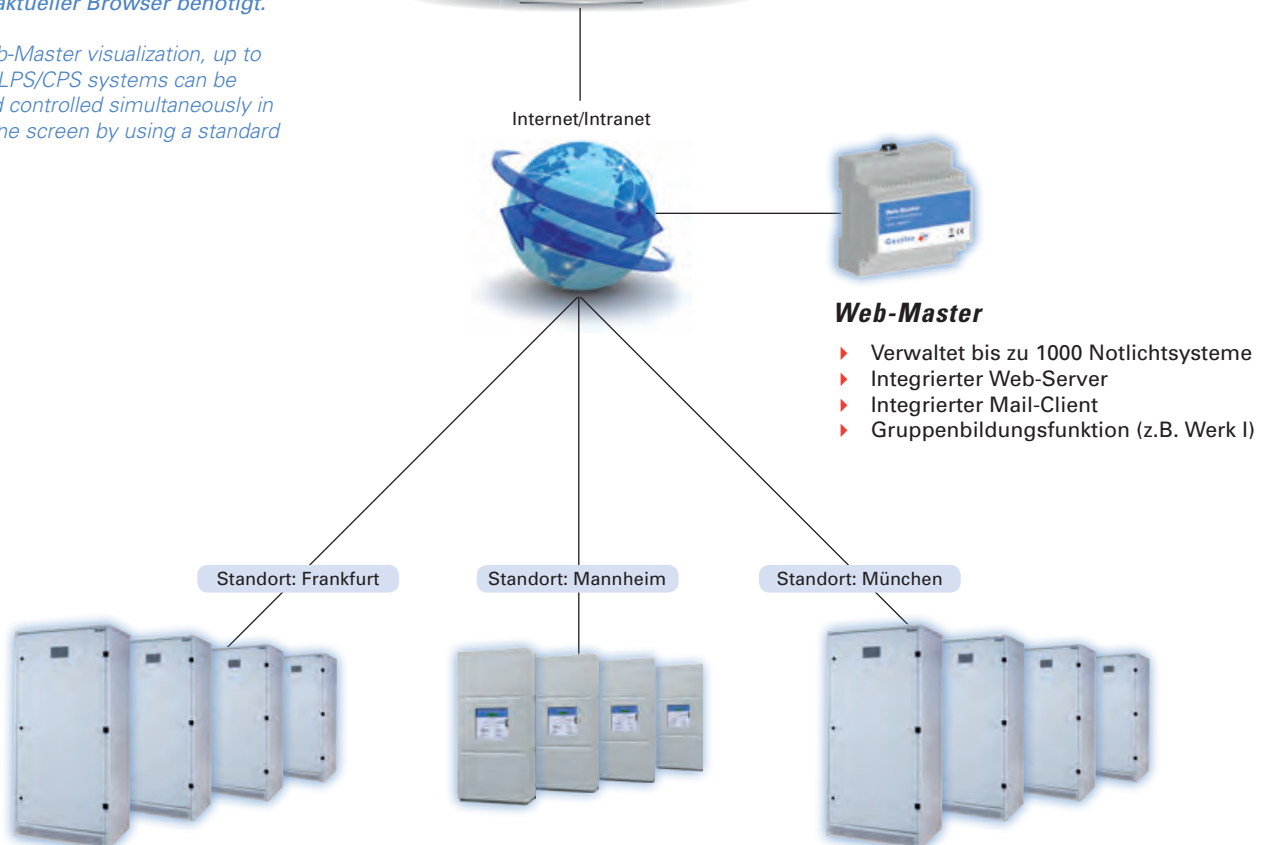 aktueller Browser benötigt.
b-Master visualization, up to
LPS/CPS systems can be
d controlled simultaneously in
ne screen by using a standard
Internet/Intranet
Web-Master
Web-Master
Verwaltet bis zu 1000 Notlichtsysteme
Integrierter Web-Server
Integrierter Mail-Client
Gruppenbildungsfunktion (z.B. Werk I)
Standort: Frankfurt
Standort: Mannheim
Standort: München